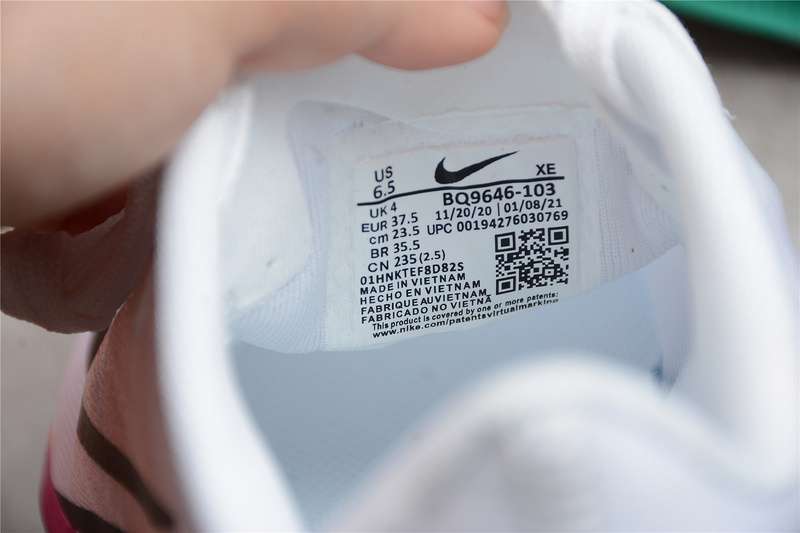 US
6.5
XE
BQ9646-103
UK 4
11/20/20 | 01/08/21
EUR 37.5
UPC 00194276030769
cm 23.5
BR 35.5
CN 235(2.5)
01HNKTEF8D82S
MADE IN VIETNAM
HECHO EN VIETNAM
FABRIQUE AU VIETNAM
FABRICADO NO VIETNÃ
This product is covered by one or more patents:
www.nike.com/patentsvirtualmarking